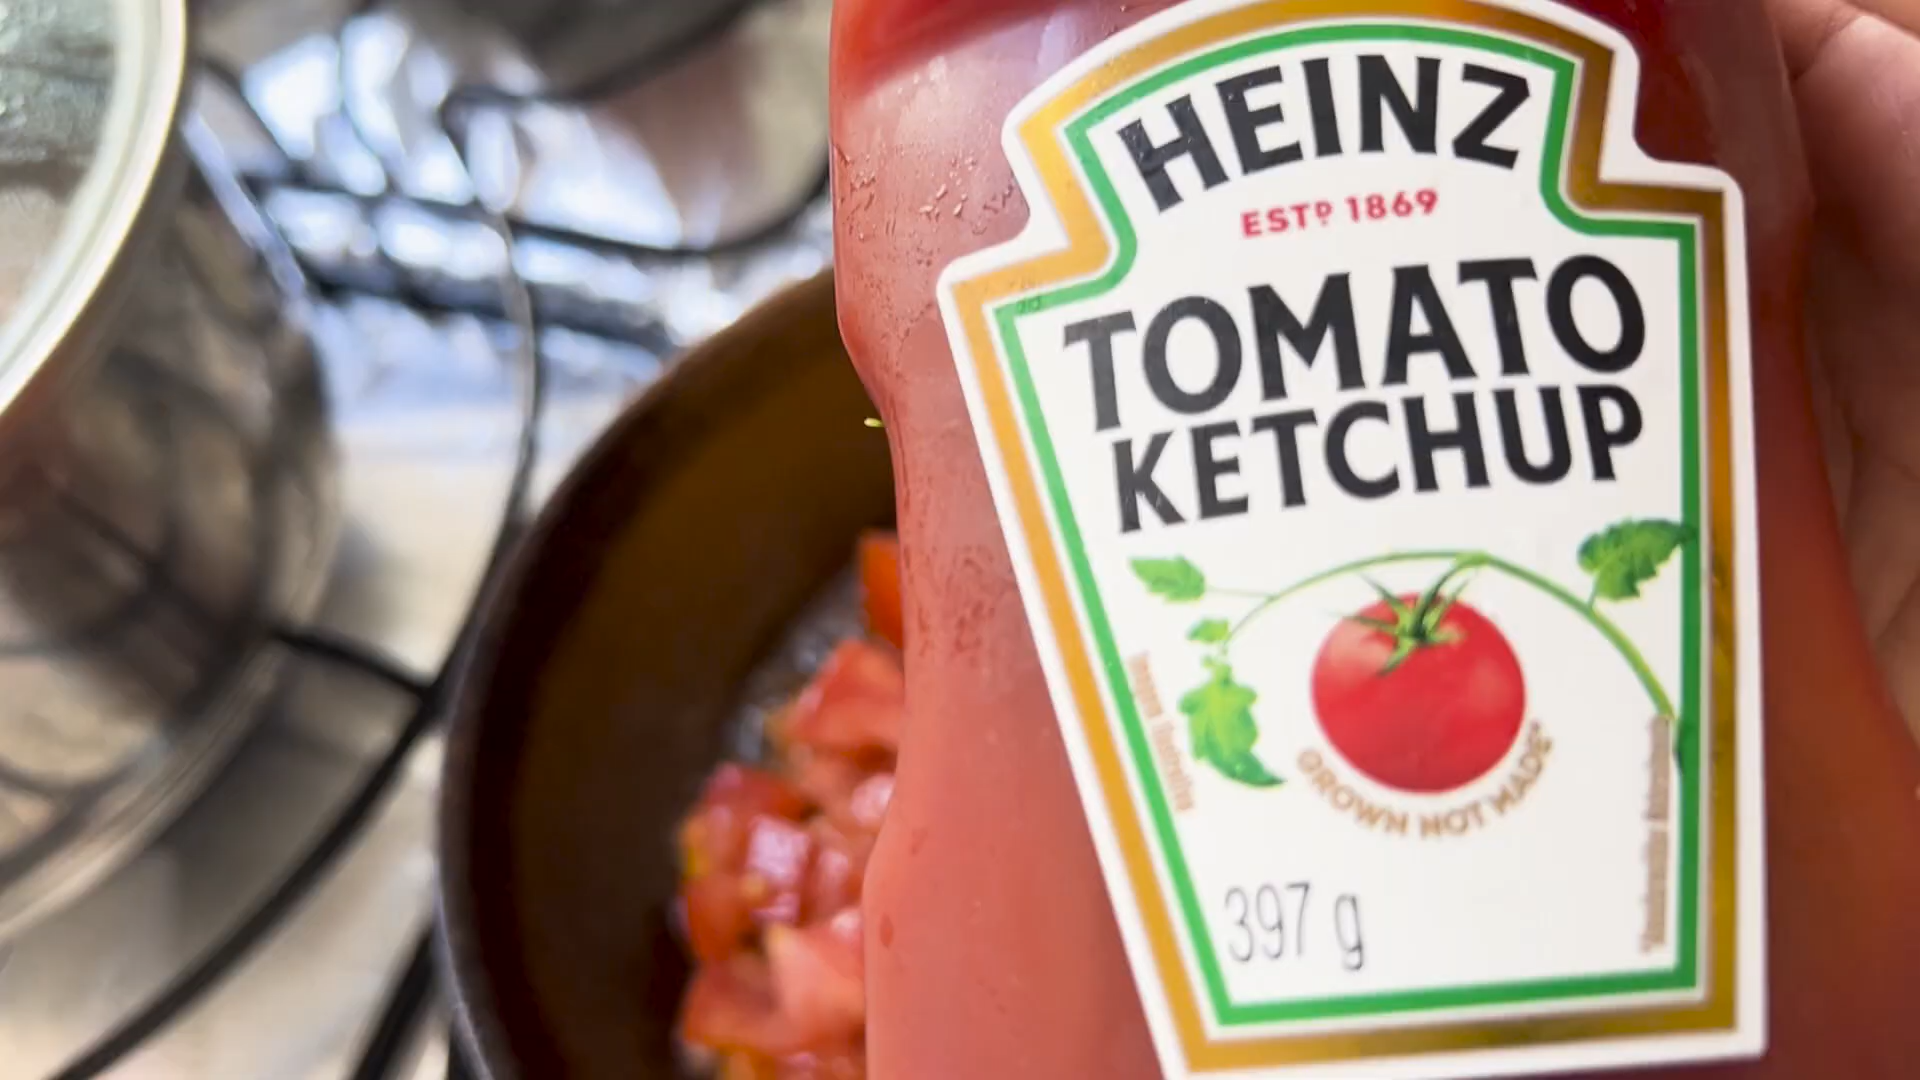 HEINZ
ESTD 1869
TOMATO
KETCHUP
GROWN NOT MADE*
397 g